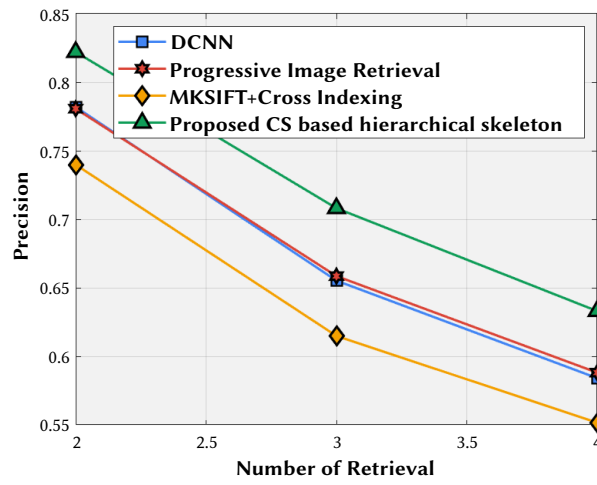 0.85
0.8
0.75
0.7
0.65
0.6
0.55
Precision
DCNN
Progressive Image Retrieval
MKSIFT+Cross Indexing
Proposed CS based hierarchical skeleton
2
2.5
3
3.5
4
Number of Retrieval